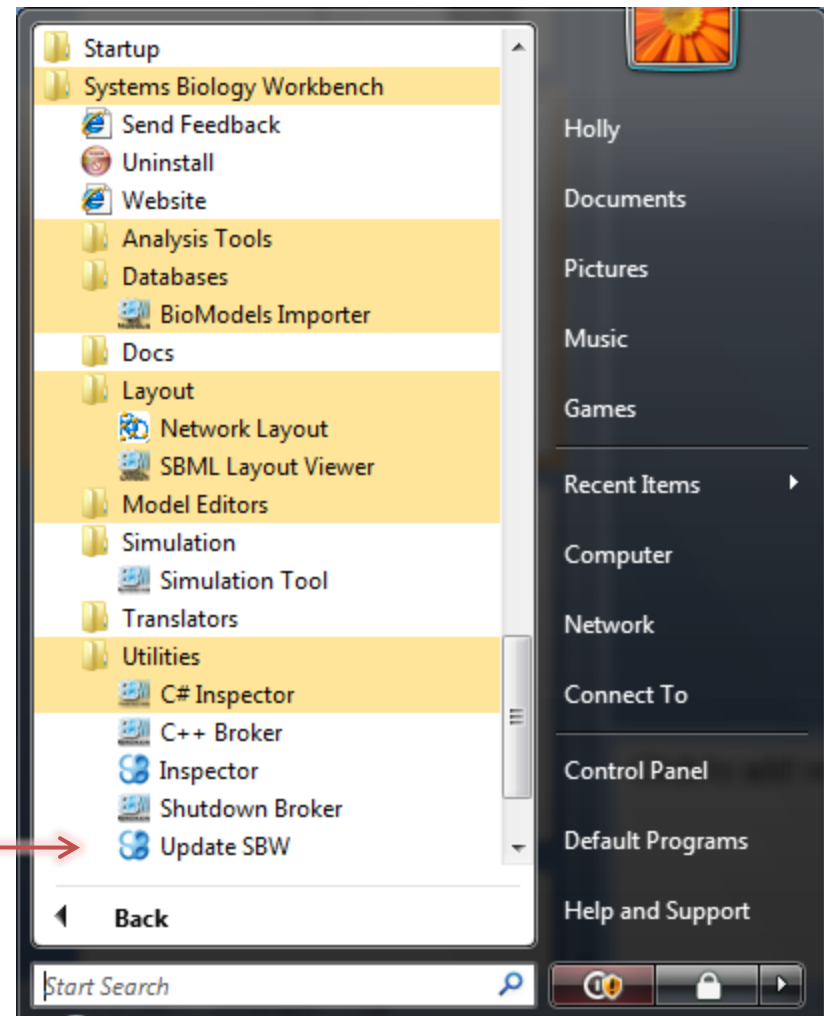 Startup
Systems Biology Workbench
Send Feedback
Uninstall
Website
Analysis Tools
Databases
BioModels Importer
Docs
Layout
Network Layout
SBML Layout Viewer
Model Editors
Simulation
Simulation Tool
Translators
Utilities
C# Inspector
C++ Broker
Inspector
Shutdown Broker
Update SBW
Back
Start Search
Holly
Documents
Pictures
Music
Games
Recent Items
Computer
Network
Connect To
Control Panel
Default Programs
Help and Support